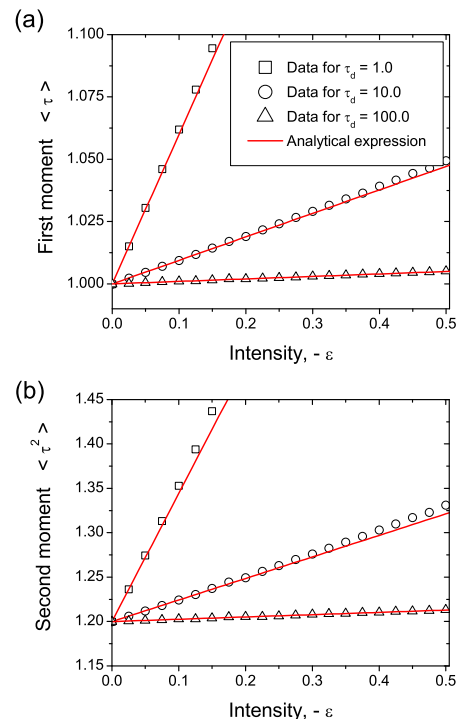 (a)
First moment < τ >
1.100
1.075
1.050
1.025
1.000
Data for τd = 1.0
Data for τd = 10.0
Data for τd = 100.0
Analytical expression
0.0 0.1 0.2 0.3 0.4 0.5
Intensity, - ε
(b)
Second moment < τ² >
1.45
1.40
1.35
1.30
1.25
1.20
1.15
0.0 0.1 0.2 0.3 0.4 0.5
Intensity, - ε